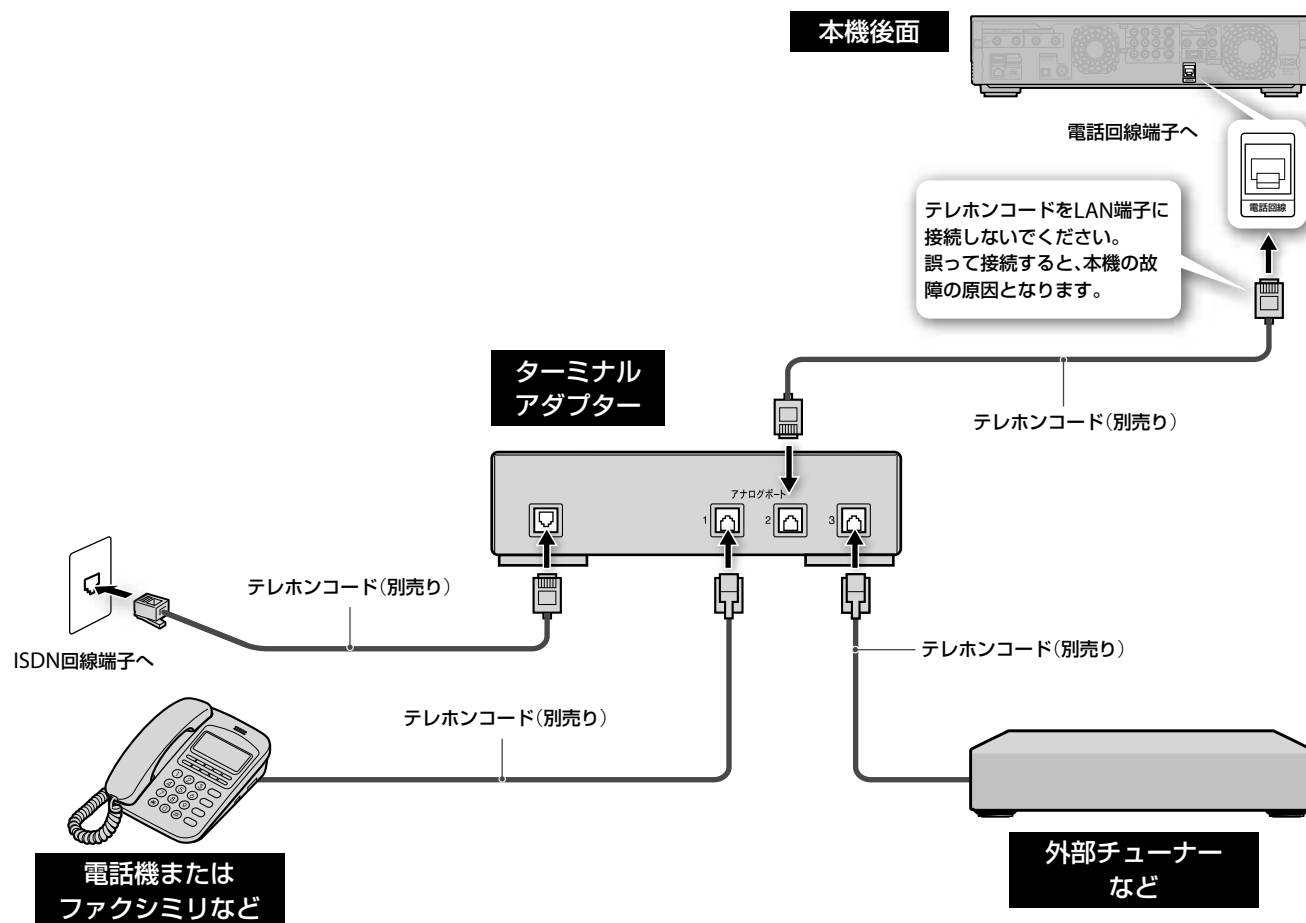 本機後面
電話回線端子へ
電話回線
テレホンコードをLAN端子に
接続しないでください。
誤って接続すると、本機の故
障の原因となります。
ターミナル
アダプター
テレホンコード（別売り）
アナログポート
1
2
3
テレホンコード（別売り）
ISDN回線端子へ
テレホンコード（別売り）
テレホンコード（別売り）
電話機または
ファクシミリなど
外部チューナー
など